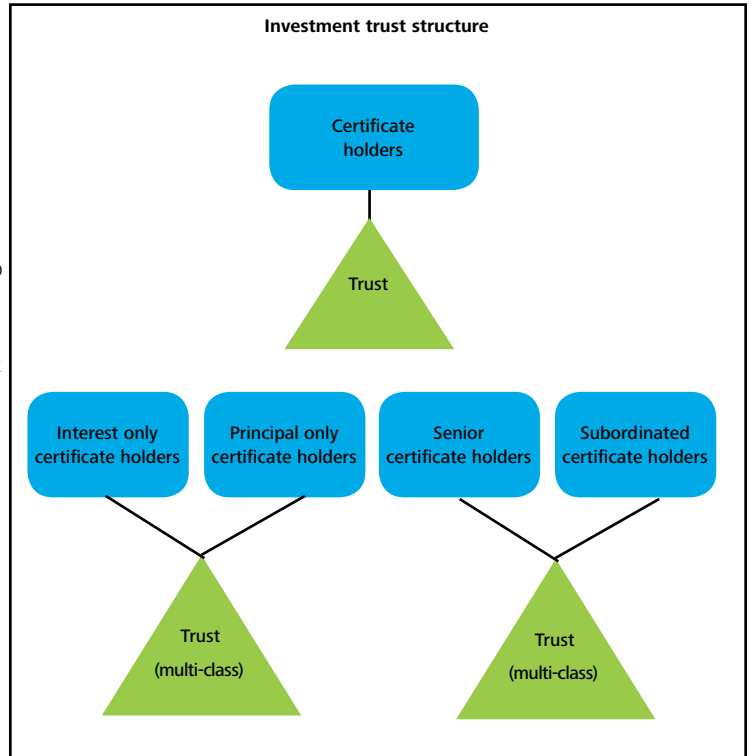 Investment trust structure
Certificate
holders
Trust
Interest only
certificate holders
Principal only
certificate holders
Senior
certificate holders
Subordinated
certificate holders
Trust
(multi-class)
Trust
(multi-class)